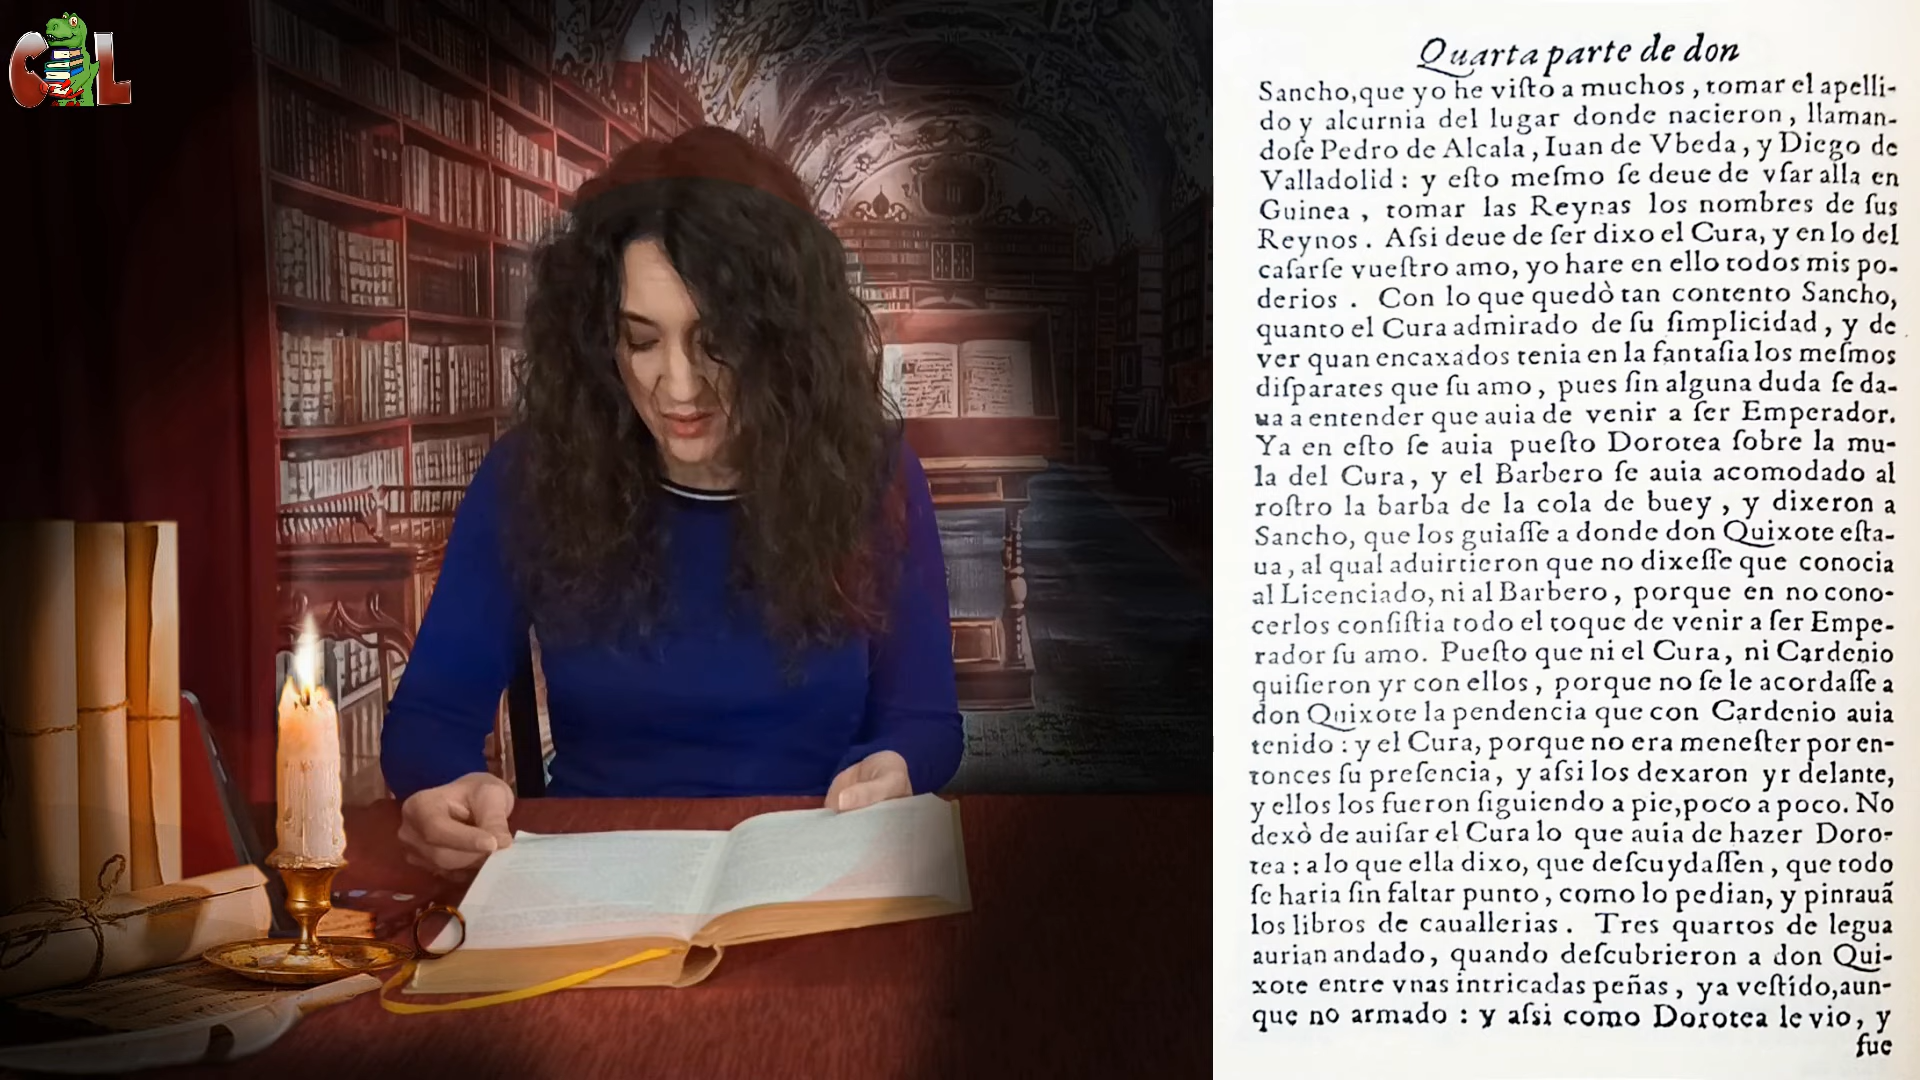 C L
Quarta parte de don
Sancho,que yo he viſto a muchos , tomar el apelli-
do y alcurnia del lugar donde nacieron , llaman-
doſe Pedro de Alcala , Iuan de Vbeda , y Diego de
Valladolid : y eſto meſmo ſe deue de vſar alla en
Guinea , tomar las Reynas los nombres de ſus
Reynos . Aſsi deue de ſer dixo el Cura, y en lo del
caſarſe vueſtro amo, yo hare en ello todos mis po-
derios . Con lo que quedò tan contento Sancho,
quanto el Cura admirado de ſu ſimplicidad , y de
ver quan encaxados tenia en la fantaſia los meſmos
diſparates que ſu amo , pues ſin alguna duda ſe da-
ua a entender que auia de venir a ſer Emperador.
Ya en eſto ſe auia pueſto Dorotea ſobre la mu-
la del Cura, y el Barbero ſe auia acomodado al
roſtro la barba de la cola de buey , y dixeron a
Sancho, que los guiaſſe a donde don Quixote eſta-
ua , al qual aduirtieron que no dixeſſe que conocia
al Licenciado, ni al Barbero , porque en no cono-
cerlos conſiſtia todo el toque de venir a ſer Empe-
rador ſu amo. Pueſto que ni el Cura, ni Cardenio
quiſieron yr con ellos , porque no ſe le acordaſſe a
don Quixote la pendencia que con Cardenio auia
tenido : y el Cura, porque no era meneſter por en-
tonces ſu preſencia, y aſsi los dexaron yr delante,
y ellos los fueron ſiguiendo a pie,poco a poco. No
dexò de auiſar el Cura lo que auia de hazer Doro-
tea : a lo que ella dixo, que deſcuydaſſen , que todo
ſe haria ſin faltar punto , como lo pedian, y pintauã
los libros de cauallerias . Tres quartos de legua
aurian andado , quando deſcubrieron a don Qui-
xote entre vnas intricadas peñas , ya veſtido,aun-
que no armado : y aſsi como Dorotea le vio, y
fue